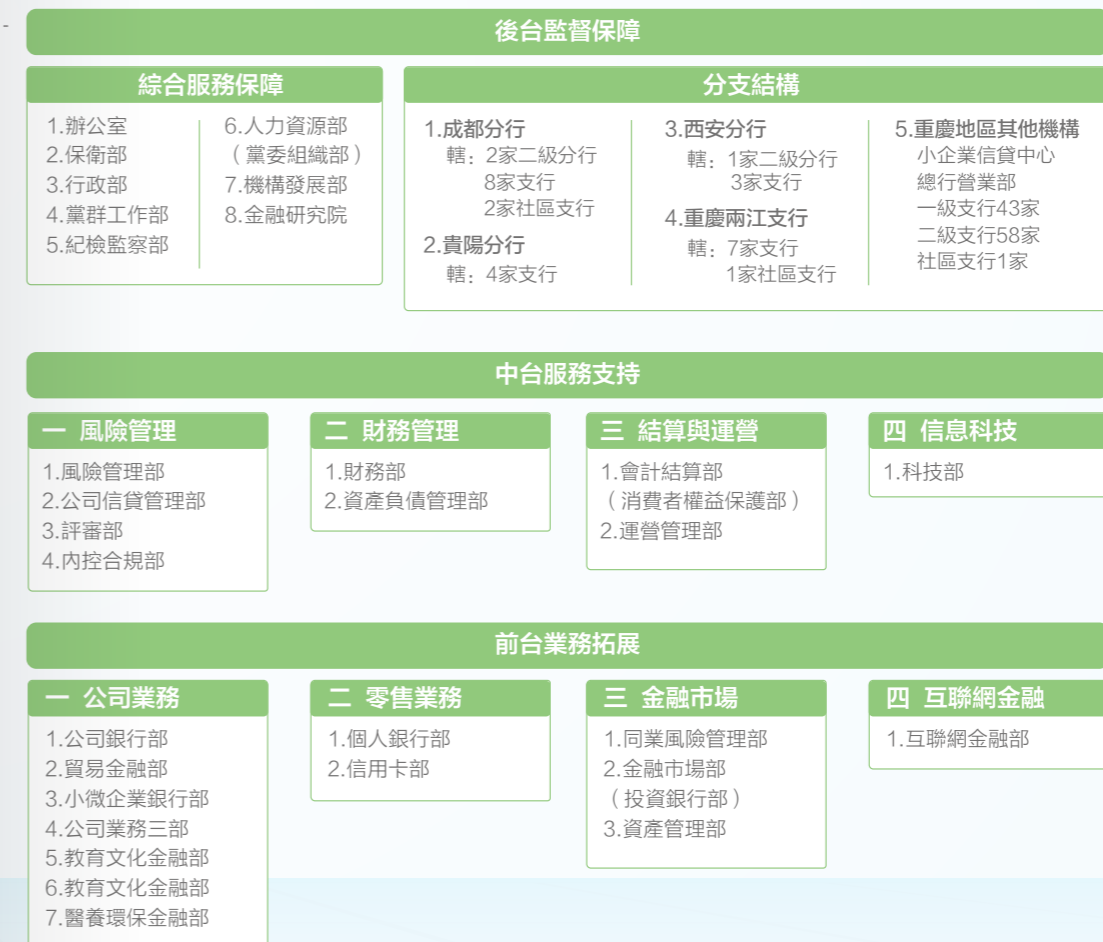 後台監督保障
綜合服務保障
1.辦公室
2.保衛部
3.行政部
4.黨群工作部
5.紀檢監察部
6.人力資源部
（黨委組織部）
7.機構發展部
8.金融研究院
分支結構
1.成都分行
轄：2家二級分行
8家支行
2家社區支行
2.貴陽分行
轄：4家支行
3.西安分行
轄：1家二級分行
3家支行
4.重慶兩江支行
轄：7家支行
1家社區支行
5.重慶地區其他機構
小企業信貸中心
總行營業部
一級支行43家
二級支行58家
社區支行1家
中台服務支持
一 風險管理
1.風險管理部
2.公司信貸管理部
3.評審部
4.內控合規部
二 財務管理
1.財務部
2.資產負債管理部
三 結算與運營
1.會計結算部
（消費者權益保護部）
2.運營管理部
四 信息科技
1.科技部
前台業務拓展
一 公司業務
1.公司銀行部
2.貿易金融部
3.小微企業銀行部
4.公司業務三部
5.教育文化金融部
6.教育文化金融部
7.醫養環保金融部
二 零售業務
1.個人銀行部
2.信用卡部
三 金融市場
1.同業風險管理部
2.金融市場部
（投資銀行部）
3.資產管理部
四 互聯網金融
1.互聯網金融部